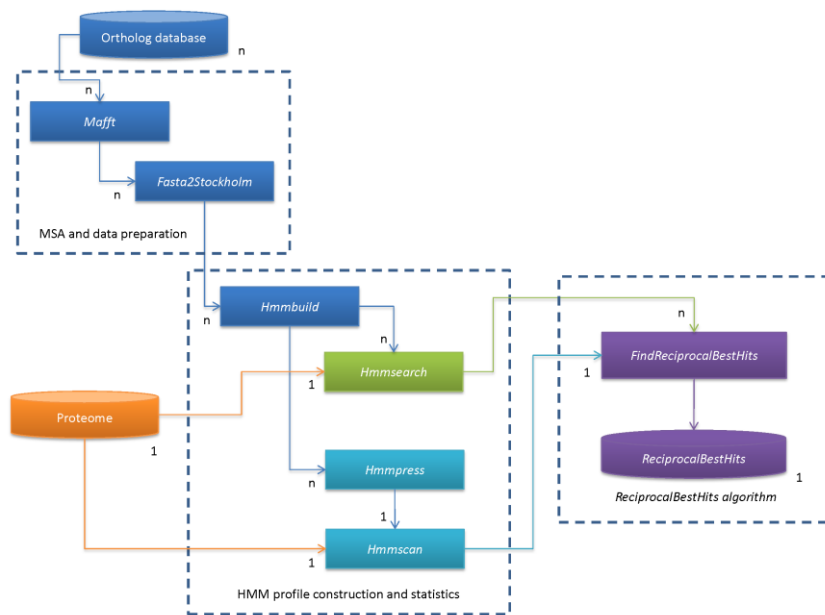 Ortholog database
n
n
Mafft
n
Fasta2Stockholm
MSA and data preparation
n
Hmmbuild
n
n
Hmmsearch
FindReciprocalBestHits
1
1
Proteome
1
n
Hmmpress
ReciprocalBestHits
1
ReciprocalBestHits algorithm
1
Hmmscan
1
HMM profile construction and statistics